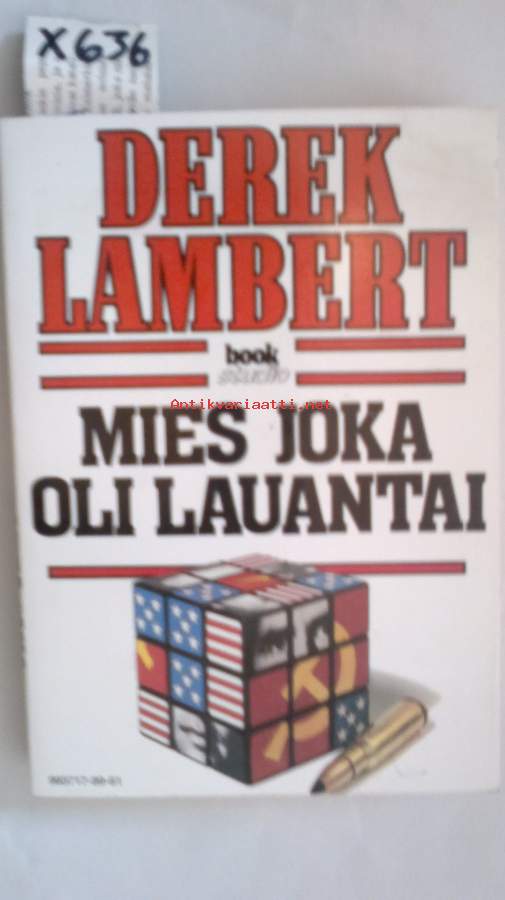 X636
DEREK
LAMBERT
book
studio
Antikvariaatti.net
MIES JOKA
OLI LAUANTAI